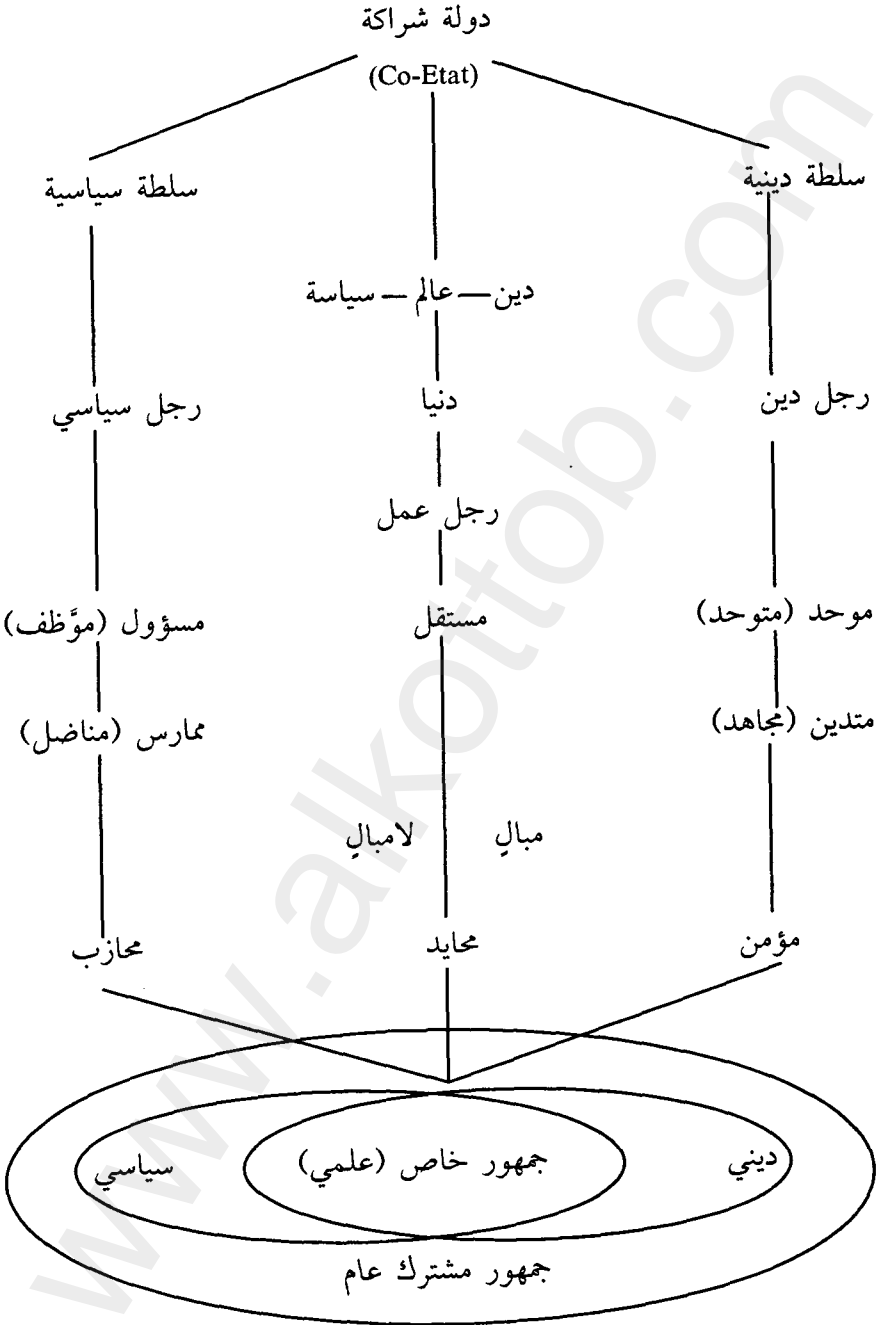 دولة شراكة
(Co-Etat)
سلطة دينية
سلطة سياسية
دين — عالم — سياسة
رجل دين
دنيا
رجل سياسي
رجل عمل
موحد (متوحد)
مستقل
مسؤول (موَّظف)
متدين (مجاهد)
ممارس (مناضل)
مبالٍ
لامبالٍ
مؤمن
محايد
محازب
ديني
جمهور خاص (علمي)
سياسي
جمهور مشترك عام
www.alkottob.com